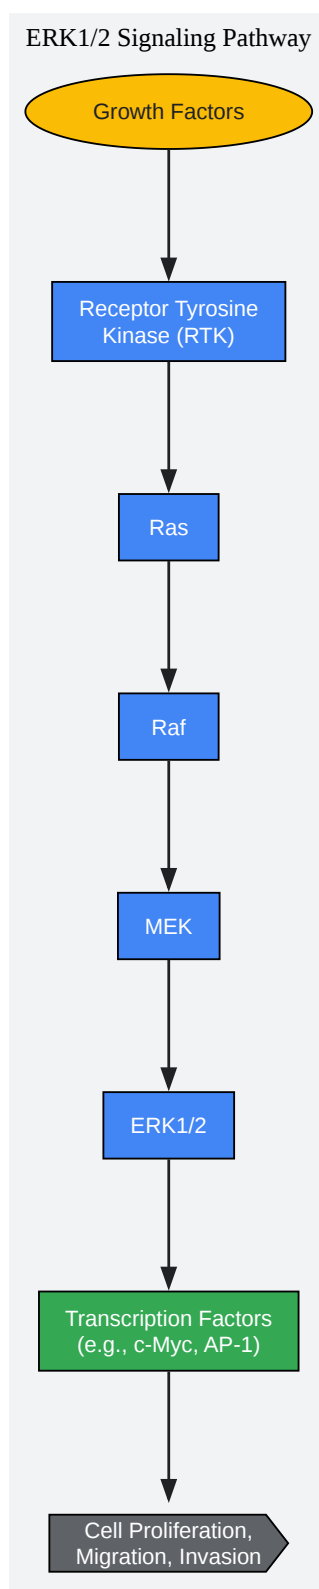 ERK1/2 Signaling Pathway
Growth Factors
Receptor Tyrosine
Kinase (RTK)
Ras
Raf
MEK
ERK1/2
Transcription Factors
(e.g., c-Myc, AP-1)
Cell Proliferation,
Migration, Invasion